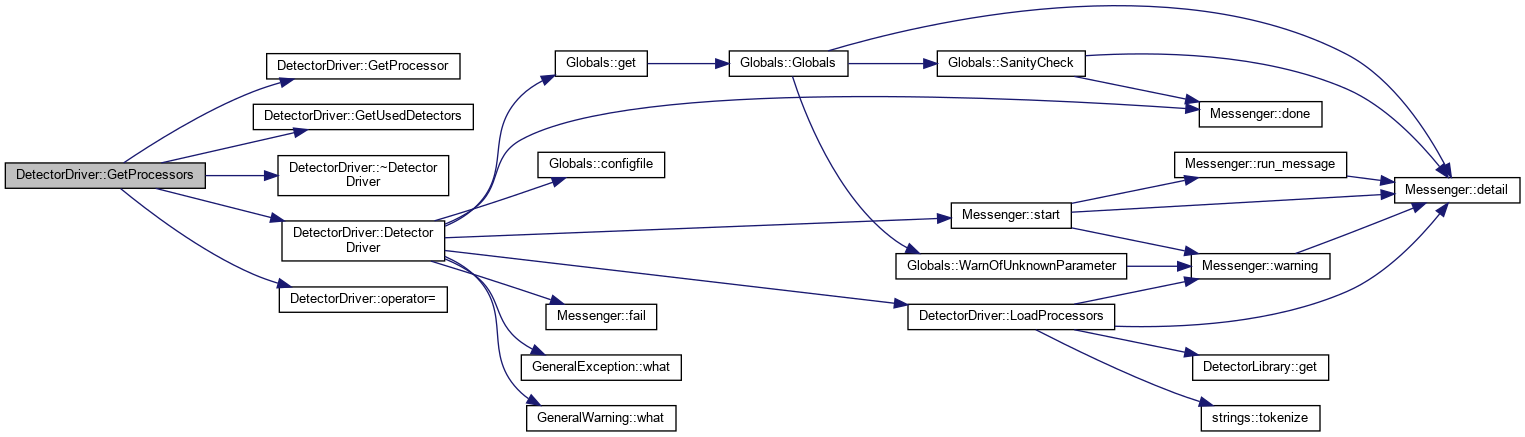 DetectorDriver::GetProcessors
DetectorDriver::GetProcessor
DetectorDriver::GetUsedDetectors
DetectorDriver::~Detector
Driver
DetectorDriver::Detector
Driver
DetectorDriver::operator=
Globals::get
Globals::configfile
Messenger::fail
GeneralException::what
GeneralWarning::what
Globals::Globals
Globals::SanityCheck
Messenger::start
Globals::WarnOfUnknownParameter
DetectorDriver::LoadProcessors
Messenger::done
Messenger::run_message
Messenger::warning
DetectorLibrary::get
strings::tokenize
Messenger::detail